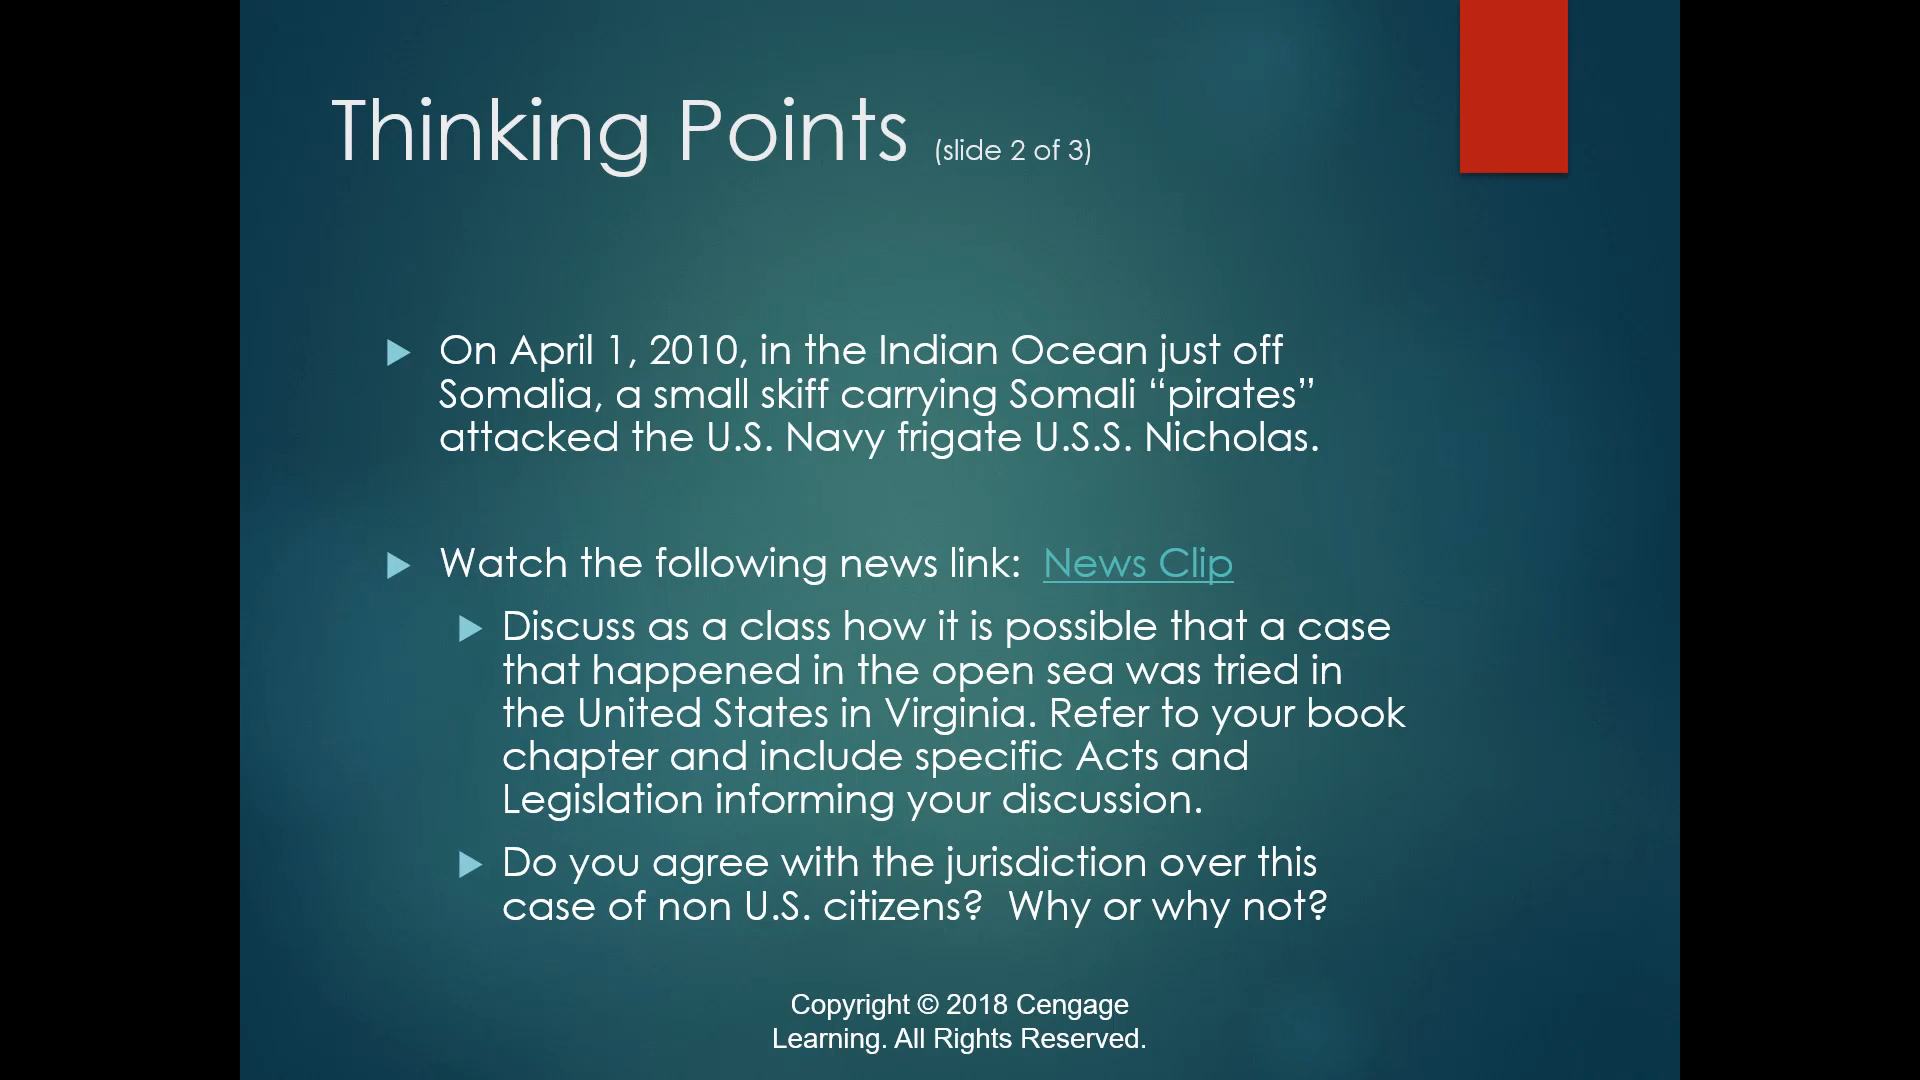 Thinking Points (slide 2 of 3)
On April 1, 2010, in the Indian Ocean just off
Somalia, a small skiff carrying Somali “pirates”
attacked the U.S. Navy frigate U.S.S. Nicholas.
Watch the following news link:  News Clip
Discuss as a class how it is possible that a case
that happened in the open sea was tried in
the United States in Virginia. Refer to your book
chapter and include specific Acts and
Legislation informing your discussion.
Do you agree with the jurisdiction over this
case of non U.S. citizens?  Why or why not?
Copyright © 2018 Cengage
Learning. All Rights Reserved.